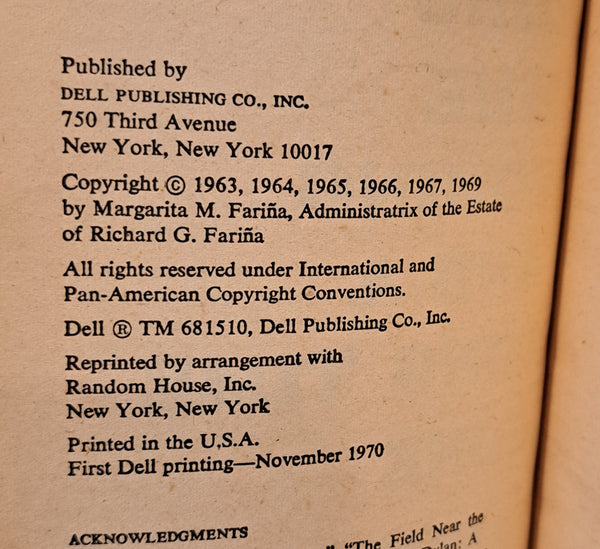 Published by
DELL PUBLISHING CO., INC.
750 Third Avenue
New York, New York 10017
Copyright © 1963, 1964, 1965, 1966, 1967, 1969
by Margarita M. Fariña, Administratrix of the Estate
of Richard G. Fariña
All rights reserved under International and
Pan-American Copyright Conventions.
Dell ® TM 681510, Dell Publishing Co., Inc.
Reprinted by arrangement with
Random House, Inc.
New York, New York
Printed in the U.S.A.
First Dell printing—November 1970
ACKNOWLEDGMENTS
" "The Field Near the
Dylan: A